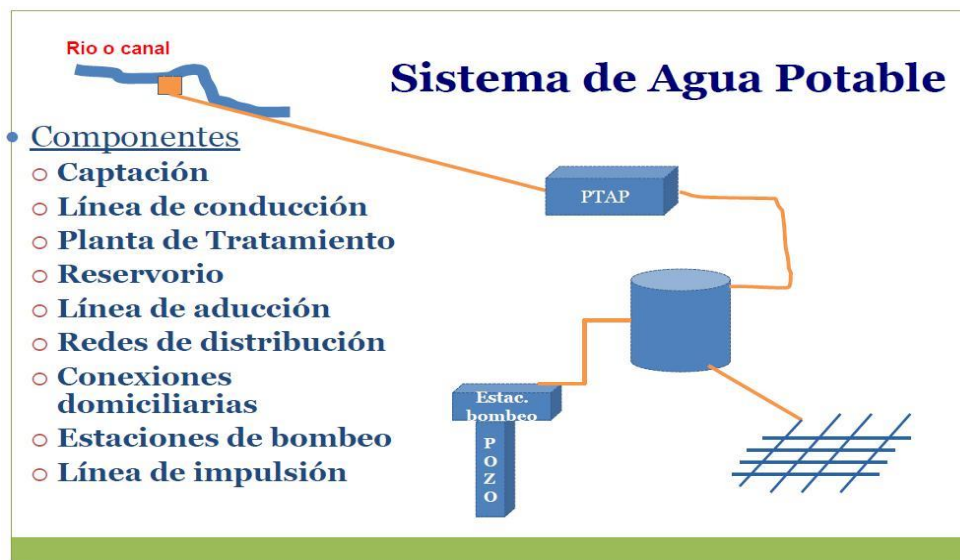 Rio o canal
Sistema de Agua Potable
Componentes
Captación
Línea de conducción
Planta de Tratamiento
Reservorio
Línea de aducción
Redes de distribución
Conexiones
domiciliarias
Estaciones de bombeo
Línea de impulsión
PTAP
Estac.
bombeo
P
O
Z
O